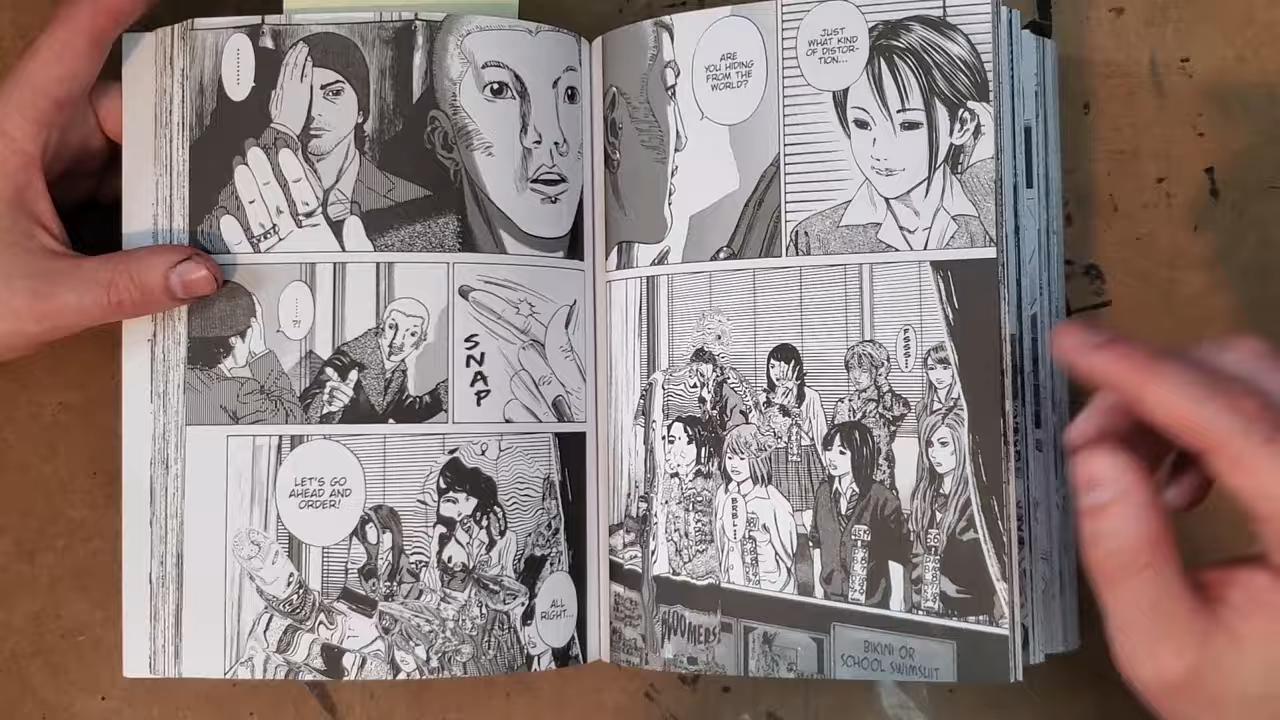 ..........
...... ?!
SNAP
LET'S GO
AHEAD AND
ORDER!
ALL
RIGHT...
ARE
YOU HIDING
FROM THE
WORLD?
JUST
WHAT KIND
OF DISTOR-
TION...
BRBL...
56
BLOOMERS
BIKINI OR
SCHOOL SWIMSUIT